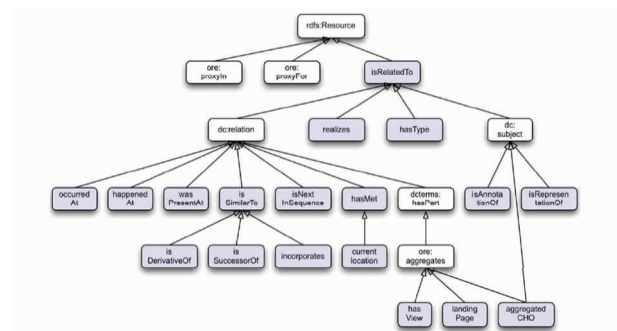 rdfs:Resource
ore:
proxyIn
ore:
proxyFor
isRelatedTo
dc:relation
realizes
hasType
dc:
subject
occurred
At
happened
At
was
PresentAt
is
SimilarTo
isNext
InSequence
hasMet
dcterms:
hasPart
isAnnota
tionOf
isRepresen
tationOf
is
DerivativeOf
is
SuccessorOf
incorporates
current
location
ore:
aggregates
has
View
landing
Page
aggregated
CHO